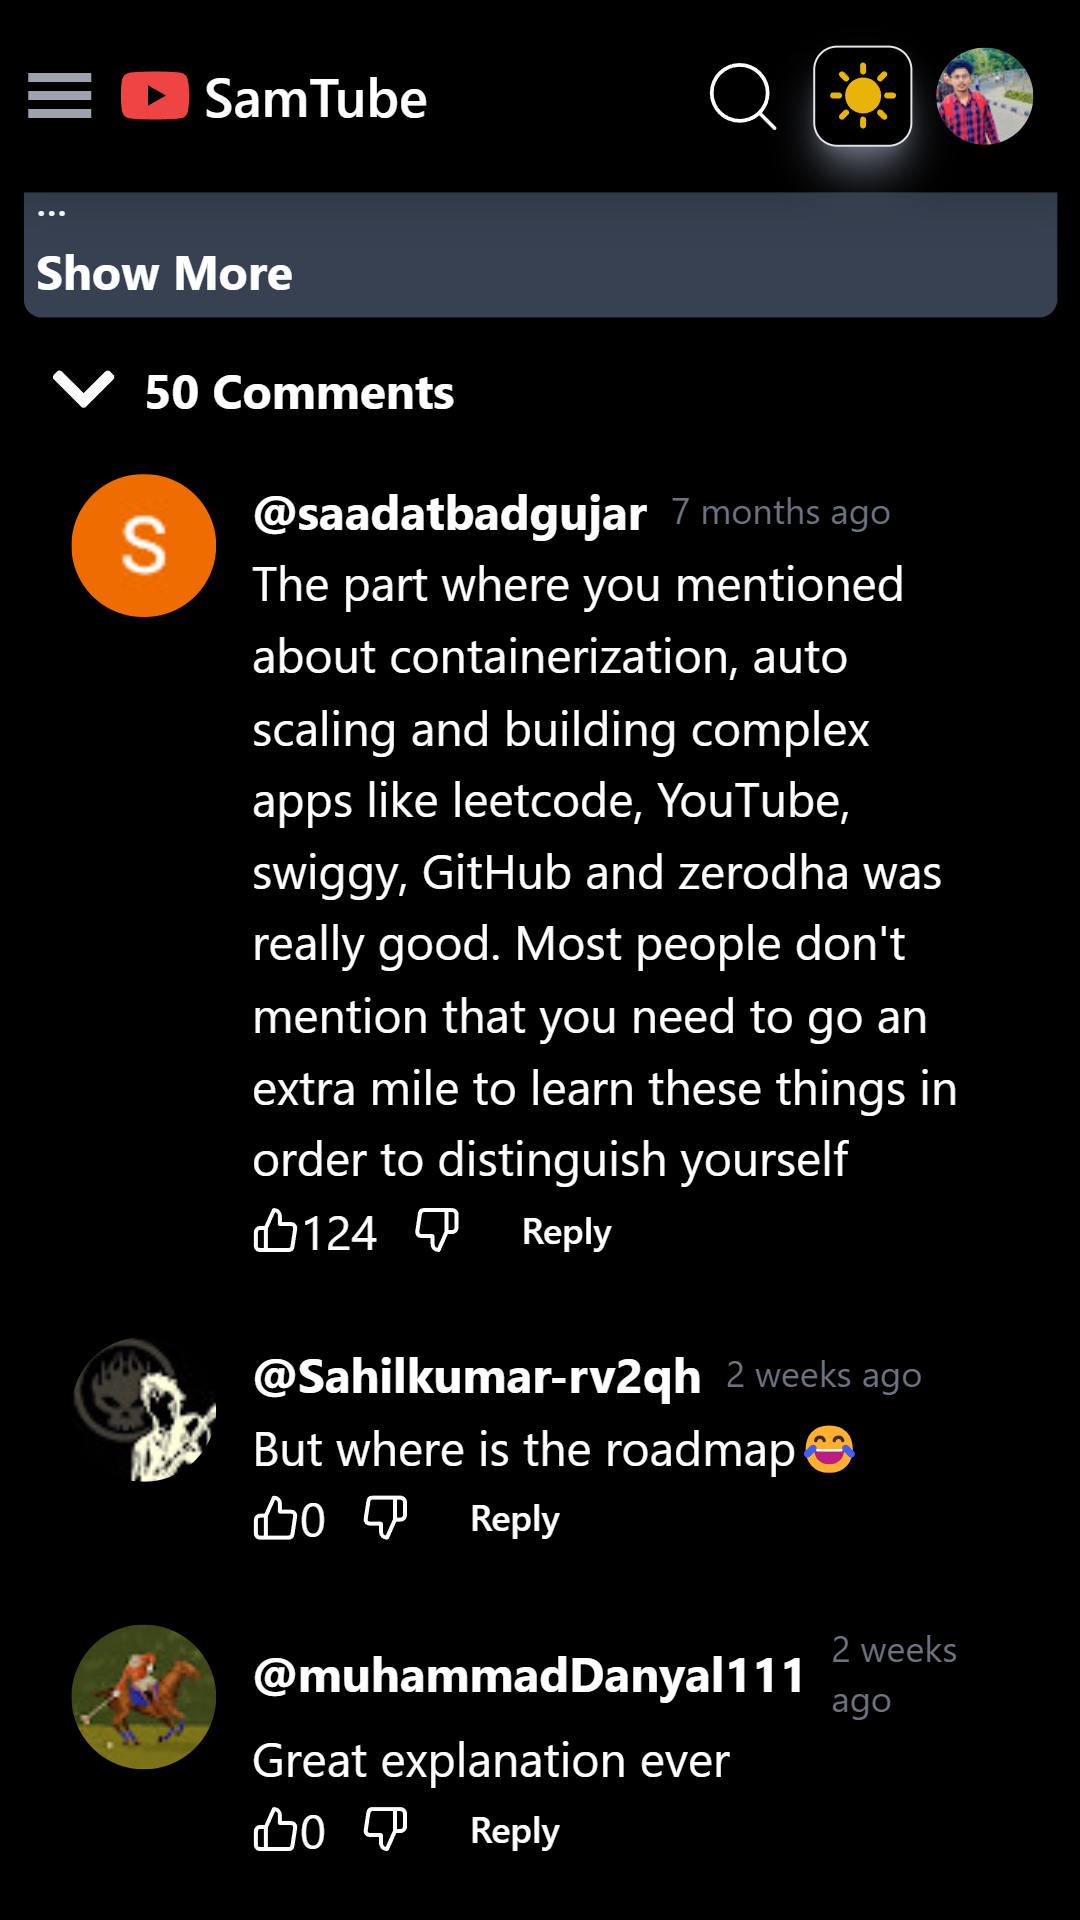 SamTube
...
Show More
50 Comments
S
@saadatbadgujar 7 months ago
The part where you mentioned
about containerization, auto
scaling and building complex
apps like leetcode, YouTube,
swiggy, GitHub and zerodha was
really good. Most people don't
mention that you need to go an
extra mile to learn these things in
order to distinguish yourself
124 Reply
@Sahilkumar-rv2qh 2 weeks ago
But where is the roadmap😂
0 Reply
@muhammadDanyal111 2 weeks
ago
Great explanation ever
0 Reply